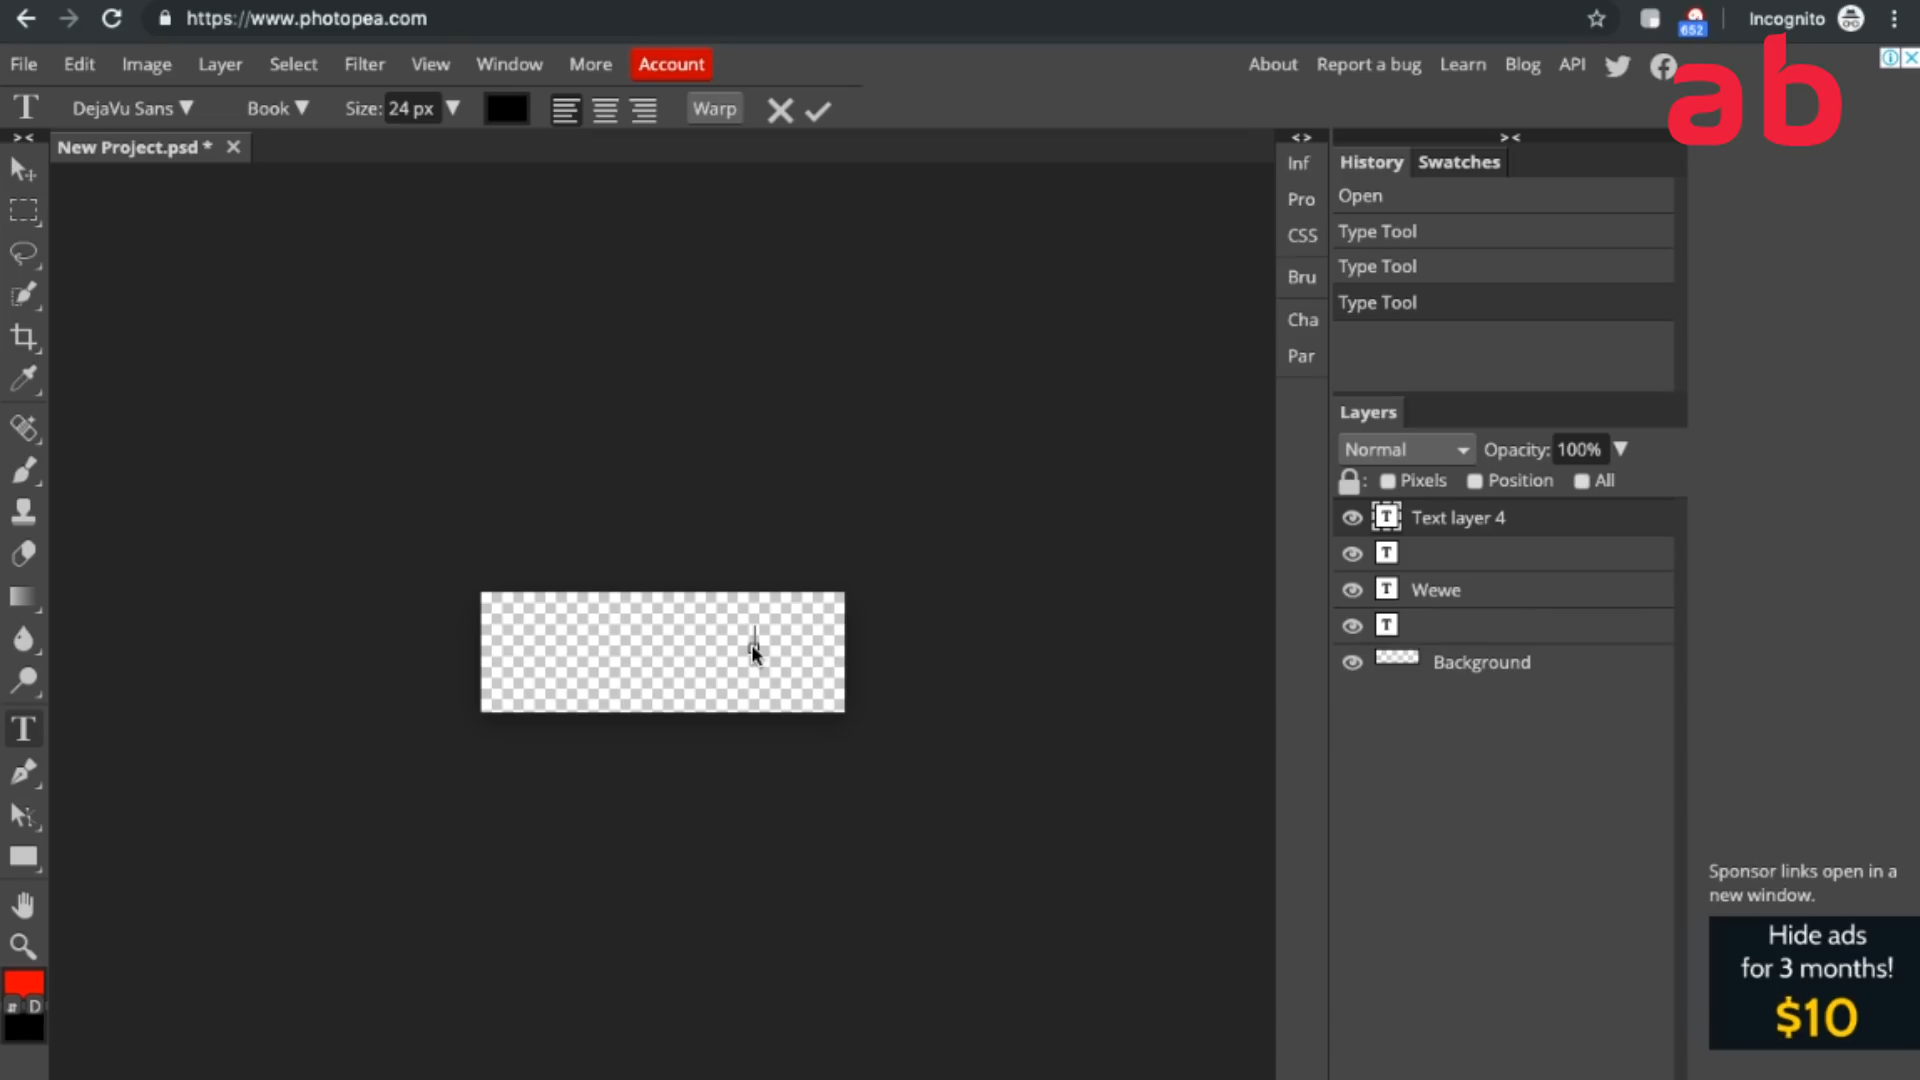 https://www.photopea.com
652
Incognito
File Edit Image Layer Select Filter View Window More Account
About Report a bug Learn Blog API
ab
T DejaVu Sans Book Size: 24 px Warp
New Project.psd *
Inf
Pro
CSS
Bru
Cha
Par
History Swatches
Open
Type Tool
Type Tool
Type Tool
Layers
Normal Opacity: 100%
: Pixels Position All
T Text layer 4
T
T Wewe
T
Background
T
D
Sponsor links open in a
new window.
Hide ads
for 3 months!
$10